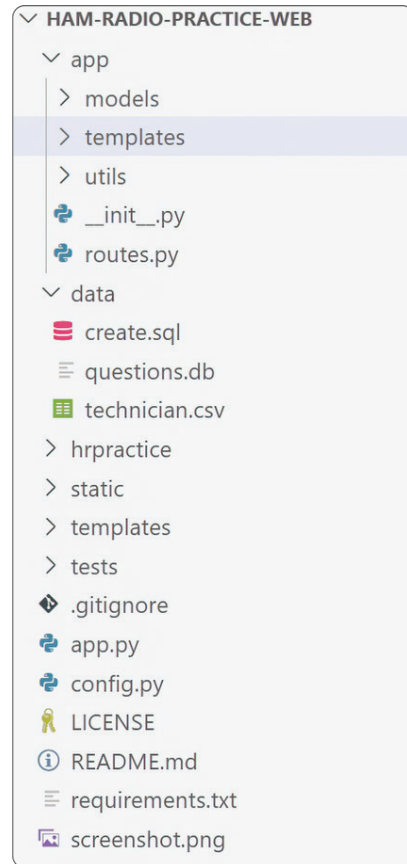 HAM-RADIO-PRACTICE-WEB
app
models
templates
utils
__init__.py
routes.py
data
create.sql
questions.db
technician.csv
hrpractice
static
templates
tests
.gitignore
app.py
config.py
LICENSE
README.md
requirements.txt
screenshot.png